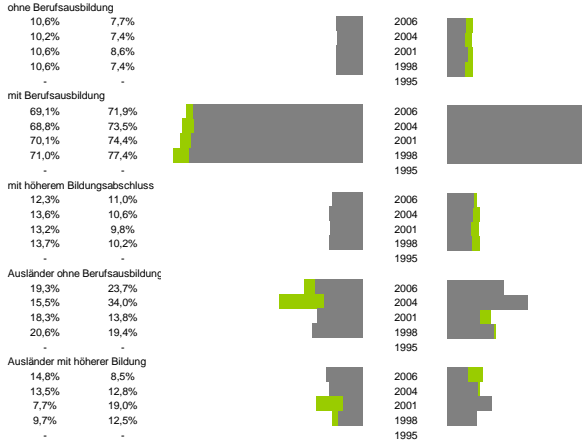 ohne Berufsausbildung
10,6% 7,7% 2006
10,2% 7,4% 2004
10,6% 8,6% 2001
10,6% 7,4% 1998
- - 1995
mit Berufsausbildung
69,1% 71,9% 2006
68,8% 73,5% 2004
70,1% 74,4% 2001
71,0% 77,4% 1998
- - 1995
mit höherem Bildungsabschluss
12,3% 11,0% 2006
13,6% 10,6% 2004
13,2% 9,8% 2001
13,7% 10,2% 1998
- - 1995
Ausländer ohne Berufsausbildung
19,3% 23,7% 2006
15,5% 34,0% 2004
18,3% 13,8% 2001
20,6% 19,4% 1998
- - 1995
Ausländer mit höherer Bildung
14,8% 8,5% 2006
13,5% 12,8% 2004
7,7% 19,0% 2001
9,7% 12,5% 1998
- - 1995